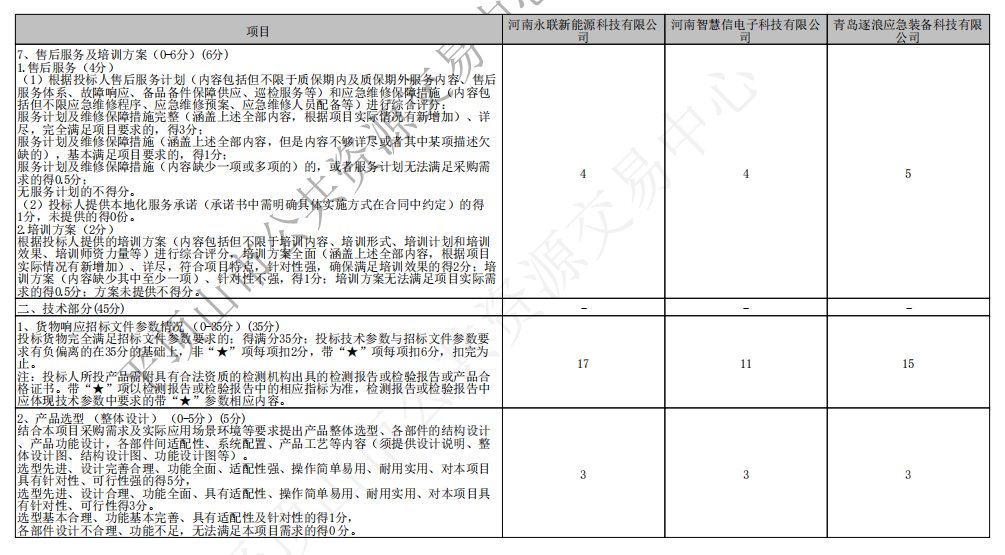 项目
河南永联新能源科技有限公
司
河南智慧信电子科技有限公
司
青岛逐浪应急装备科技有限
公司
7、售后服务及培训方案（0-6分）(6分)
1.售后服务（4分）
（1）根据投标人售后服务计划（内容包括但不限于质保期内及质保期外服务内容、售后
服务体系、故障响应、备品备件保障供应、巡检服务等）和应急维修保障措施（内容包
括但不限应急维修程序、应急维修预案、应急维修人员配备等）进行综合评分：
服务计划及维修保障措施完整（涵盖上述全部内容，根据项目实际情况有新增加）、详
尽，完全满足项目要求的，得3分；
服务计划及维修保障措施（涵盖上述全部内容，但是内容不够详尽或者其中某项描述欠
缺的），基本满足项目要求的，得1分；
服务计划及维修保障措施（内容缺少一项或多项的）的，或者服务计划无法满足采购需
求的得0.5分；
无服务计划的不得分。
（2）投标人提供本地化服务承诺（承诺书中需明确具体实施方式在合同中约定）的得
1分，未提供的得0份。
2.培训方案（2分）
根据投标人提供的培训方案（内容包括但不限于培训内容、培训形式、培训计划和培训
效果、培训师资力量等）进行综合评分，培训方案全面（涵盖上述全部内容，根据项目
实际情况有新增加）、详尽，符合项目特点，针对性强，确保满足培训效果的得2分；培
训方案（内容缺少其中至少一项）、针对性不强，得1分；培训方案无法满足项目实际需
求的得0.5分；方案未提供不得分。
4
4
5
二、技术部分(45分)
-
-
-
1、货物响应招标文件参数情况 （0-35分）(35分)
投标货物完全满足招标文件参数要求的；得满分35分；投标技术参数与招标文件参数要
求有负偏离的在35分的基础上，非“★”项每项扣2分，带“★”项每项扣6分，扣完为
止。
注：投标人所投产品需附具有合法资质的检测机构出具的检测报告或检验报告或产品合
格证书。带“★”项以检测报告或检验报告中的相应指标为准，检测报告或检验报告中
应体现技术参数中要求的带“★”参数相应内容。
17
11
15
2、产品选型 （整体设计）（0-5分）(5分)
结合本项目采购需求及实际应用场景环境等要求提出产品整体选型、各部件的结构设计
、产品功能设计，各部件间适配性、系统配置、产品工艺等内容（须提供设计说明、整
体设计图、结构设计图、功能设计图等）。
选型先进、设计完善合理、功能全面、适配性强、操作简单易用、耐用实用、对本项目
具有针对性、可行性强的得5分，
选型先进、设计合理、功能全面、具有适配性、操作简单易用、耐用实用、对本项目具
有针对性、可行性得3分。
选型基本合理、功能基本完善、具有适配性及针对性的得1分，
各部件设计不合理、功能不足，无法满足本项目需求的得0分。
3
3
3
平顶山市公共资源交易中心